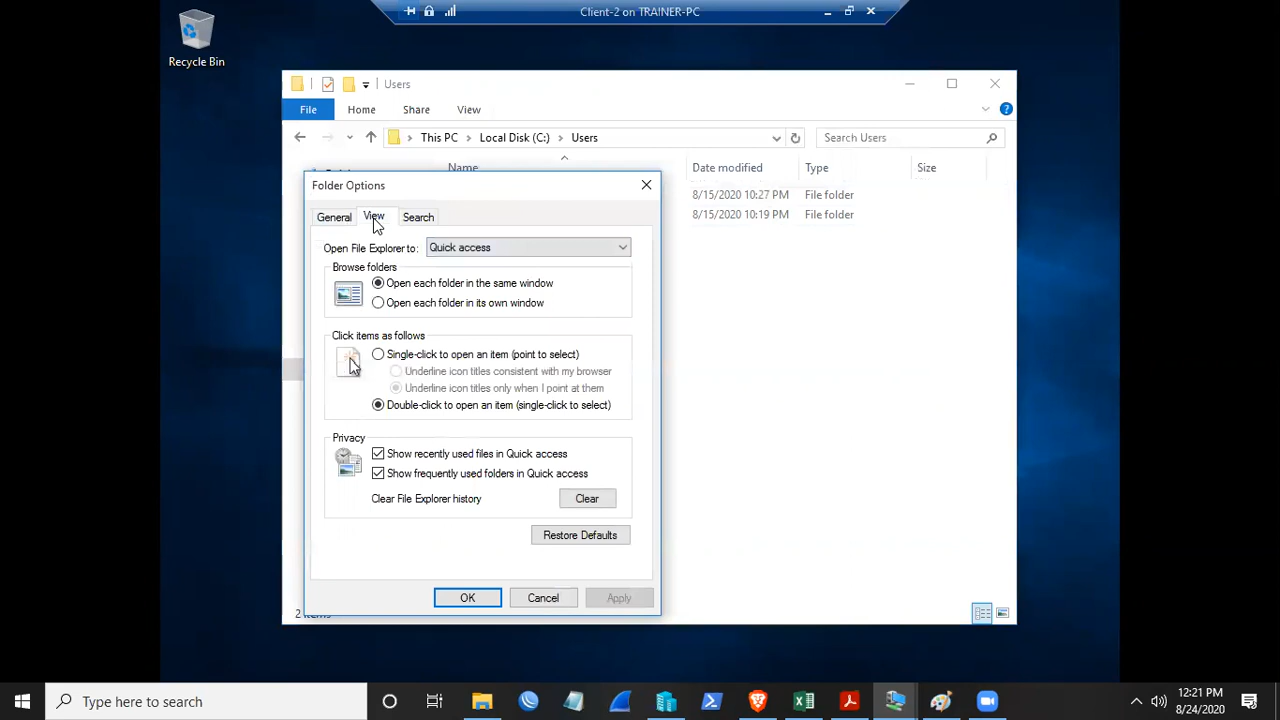 Client-2 on TRAINER-PC
Recycle Bin
Users
File Home Share View
This PC > Local Disk (C:) > Users
Search Users
Name Date modified Type Size
8/15/2020 10:27 PM File folder
8/15/2020 10:19 PM File folder
Folder Options
General View Search
Open File Explorer to: Quick access
Browse folders
Open each folder in the same window
Open each folder in its own window
Click items as follows
Single-click to open an item (point to select)
Underline icon titles consistent with my browser
Underline icon titles only when I point at them
Double-click to open an item (single-click to select)
Privacy
Show recently used files in Quick access
Show frequently used folders in Quick access
Clear File Explorer history Clear
Restore Defaults
OK Cancel Apply
2 items
Type here to search
12:21 PM
8/24/2020